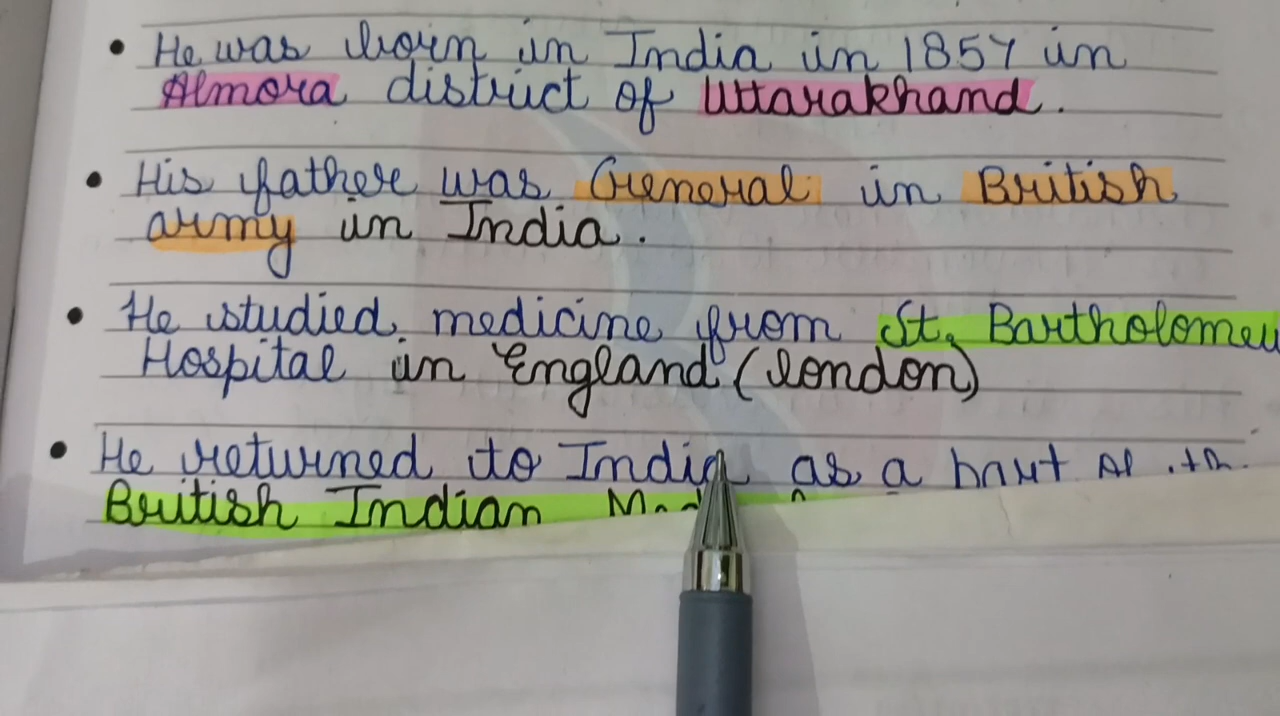 • He was born in India in 1857 in
Almora district of Uttarakhand.
• His father was General in British
army in India.
• He studied medicine from St. Bartholomew
Hospital in England (london)
• He returned to India as a part
British Indian